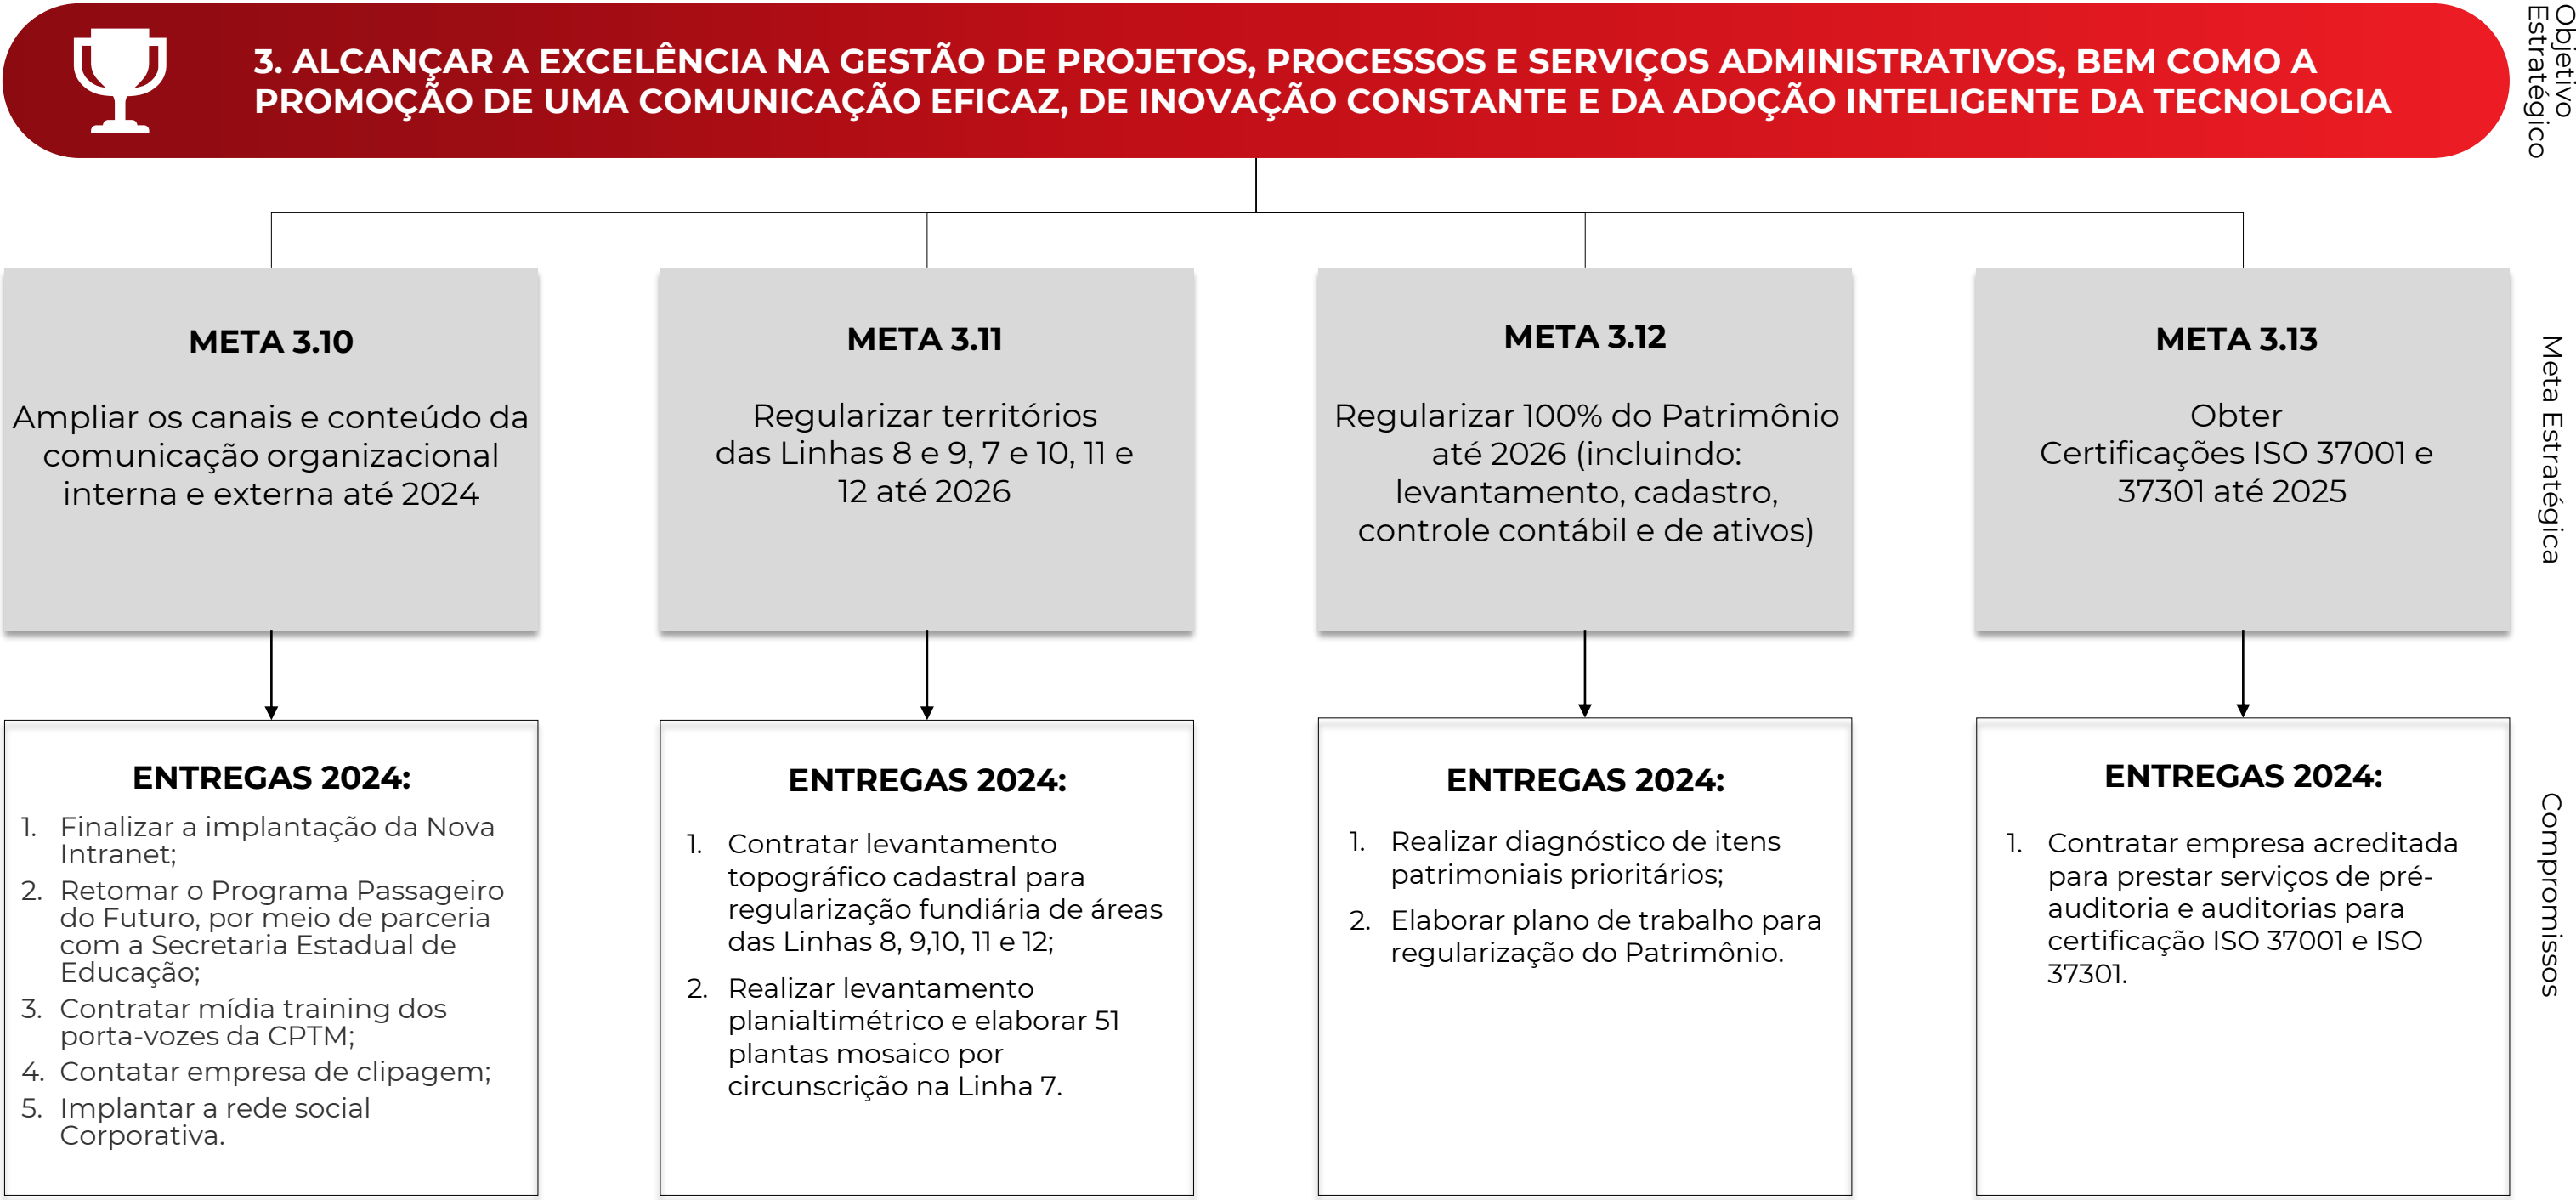 3. ALCANÇAR A EXCELÊNCIA NA GESTÃO DE PROJETOS, PROCESSOS E SERVIÇOS ADMINISTRATIVOS, BEM COMO A
PROMOÇÃO DE UMA COMUNICAÇÃO EFICAZ, DE INOVAÇÃO CONSTANTE E DA ADOÇÃO INTELIGENTE DA TECNOLOGIA
Objetivo
Estratégico
META 3.10
Ampliar os canais e conteúdo da
comunicação organizacional
interna e externa até 2024
META 3.11
Regularizar territórios
das Linhas 8 e 9, 7 e 10, 11 e
12 até 2026
META 3.12
Regularizar 100% do Patrimônio
até 2026 (incluindo:
levantamento, cadastro,
controle contábil e de ativos)
META 3.13
Obter
Certificações ISO 37001 e
37301 até 2025
Meta Estratégica
ENTREGAS 2024:
1. Finalizar a implantação da Nova
Intranet;
2. Retomar o Programa Passageiro
do Futuro, por meio de parceria
com a Secretaria Estadual de
Educação;
3. Contratar mídia training dos
porta-vozes da CPTM;
4. Contatar empresa de clipagem;
5. Implantar a rede social
Corporativa.
ENTREGAS 2024:
1. Contratar levantamento
topográfico cadastral para
regularização fundiária de áreas
das Linhas 8, 9,10, 11 e 12;
2. Realizar levantamento
planialtimétrico e elaborar 51
plantas mosaico por
circunscrição na Linha 7.
ENTREGAS 2024:
1. Realizar diagnóstico de itens
patrimoniais prioritários;
2. Elaborar plano de trabalho para
regularização do Patrimônio.
ENTREGAS 2024:
1. Contratar empresa acreditada
para prestar serviços de pré-
auditoria e auditorias para
certificação ISO 37001 e ISO
37301.
Compromissos